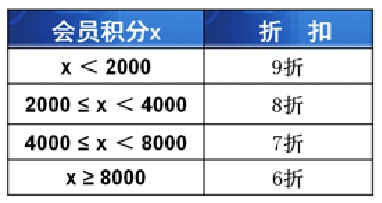 会员积分x 折 扣
x < 2000 9折
2000 ≤ x < 4000 8折
4000 ≤ x < 8000 7折
x ≥ 8000 6折